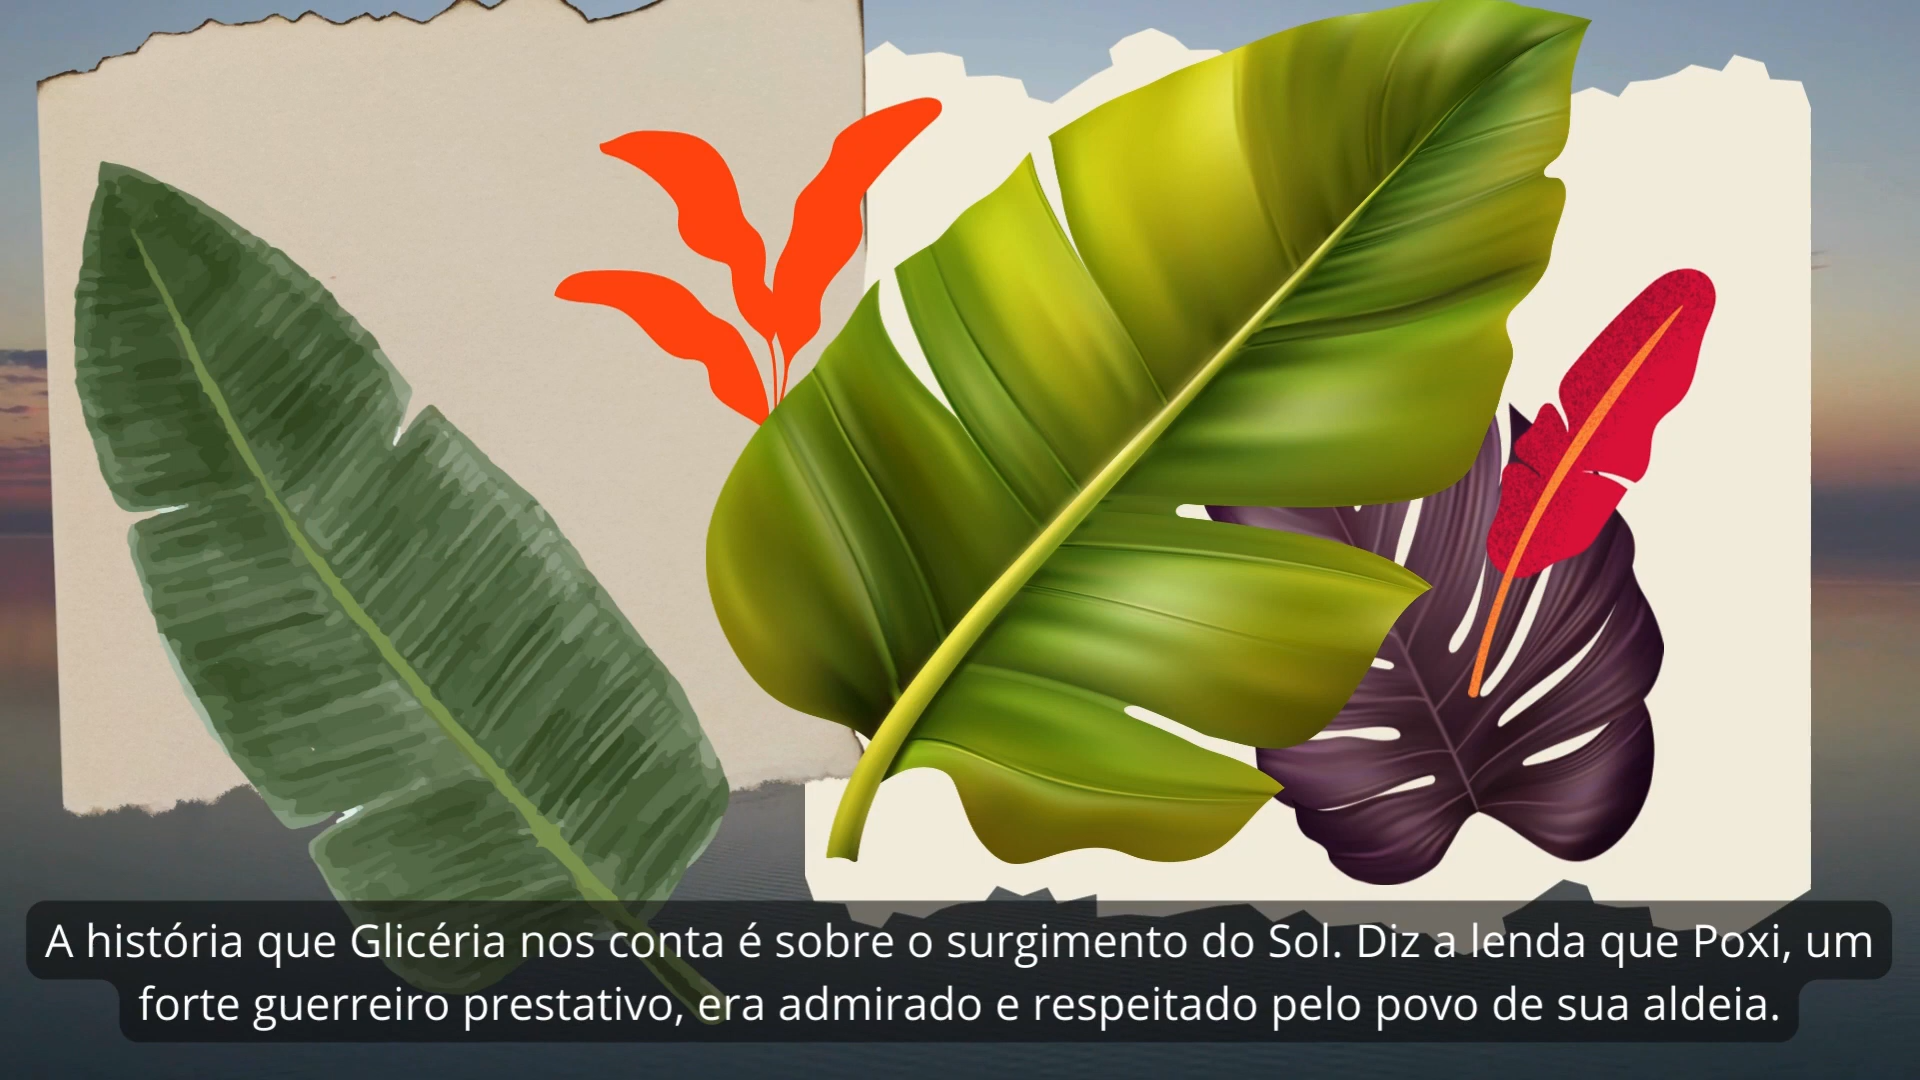 A história que Glicéria nos conta é sobre o surgimento do Sol. Diz a lenda que Poxi, um
forte guerreiro prestativo, era admirado e respeitado pelo povo de sua aldeia.